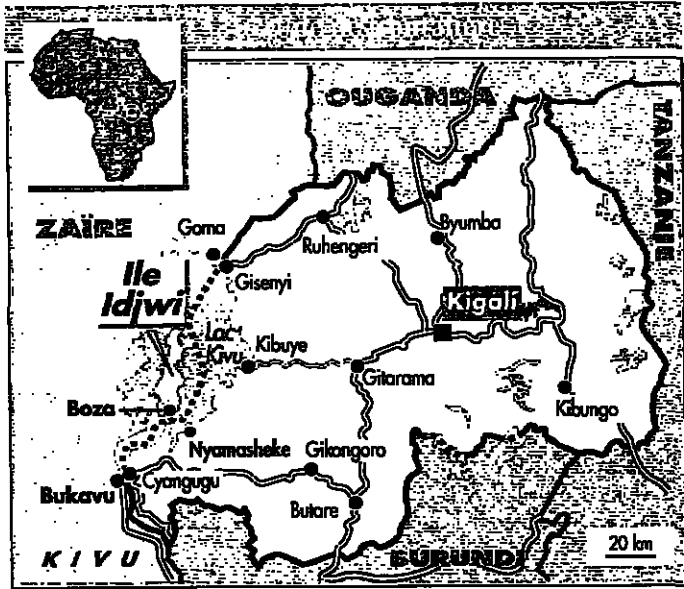 OUGANDA
TANZANIE
ZAÏRE
Goma
Ruhengeri
Byumba
Gisenyi
Ile
Idjwi
Kigali
Lac
Kivu
Kibuye
Gitarama
Kibungo
Boza
Nyamasheke
Gikongoro
Cyangugu
Bukavu
Butare
KIVU
BURUNDI
20 km